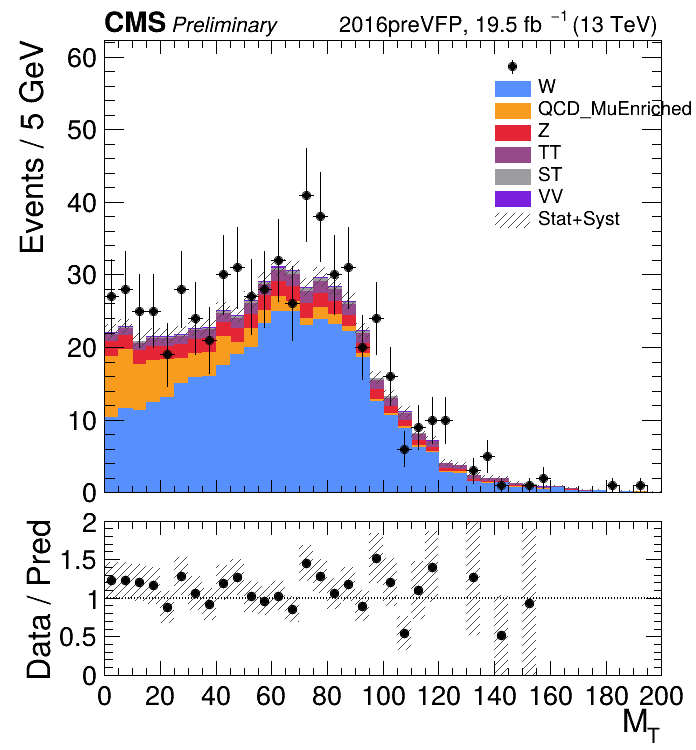 CMS Preliminary 2016preVFP, 19.5 fb⁻¹ (13 TeV)
Events / 5 GeV
60
50
40
30
20
10
0
W
QCD_MuEnriched
Z
TT
ST
VV
Stat+Syst
Data / Pred
2
1.5
1
0.5
0
0 20 40 60 80 100 120 140 160 180 200
M_T